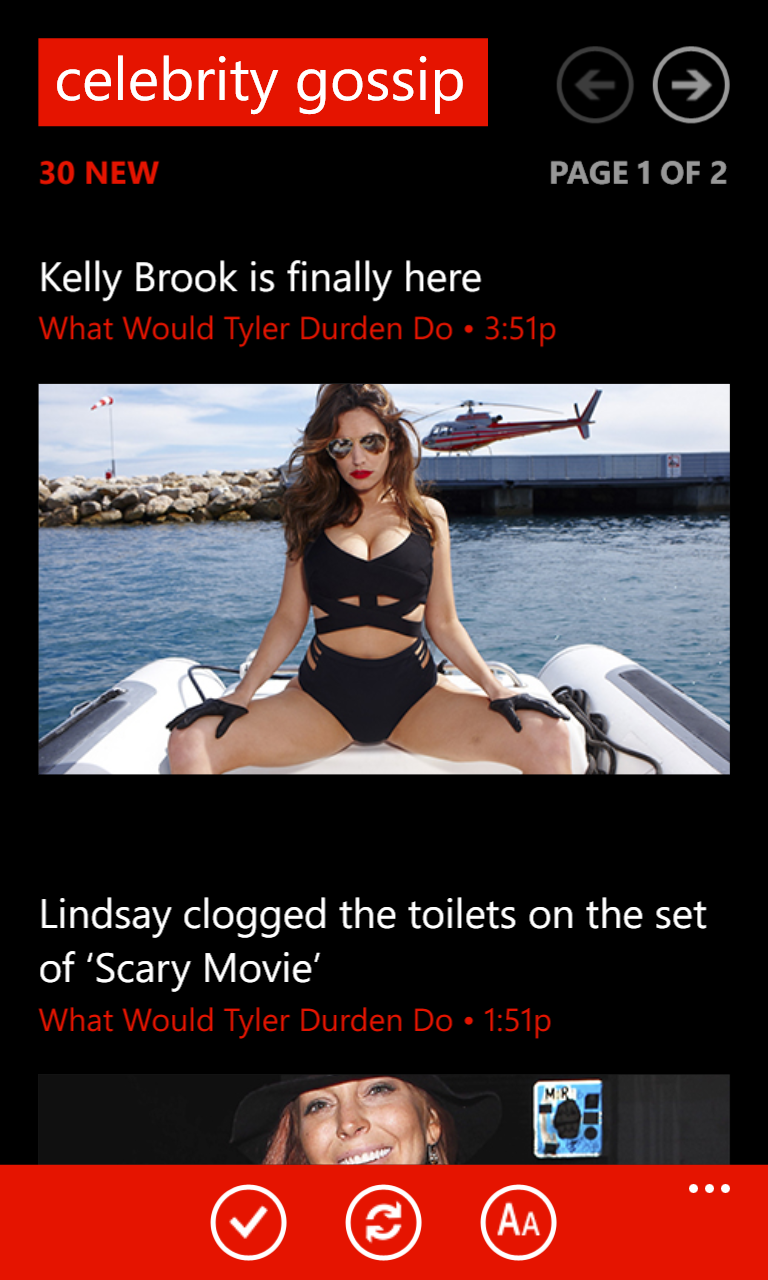 celebrity gossip
30 NEW
PAGE 1 OF 2
Kelly Brook is finally here
What Would Tyler Durden Do • 3:51p
Lindsay clogged the toilets on the set
of ‘Scary Movie’
What Would Tyler Durden Do • 1:51p
M R
AA